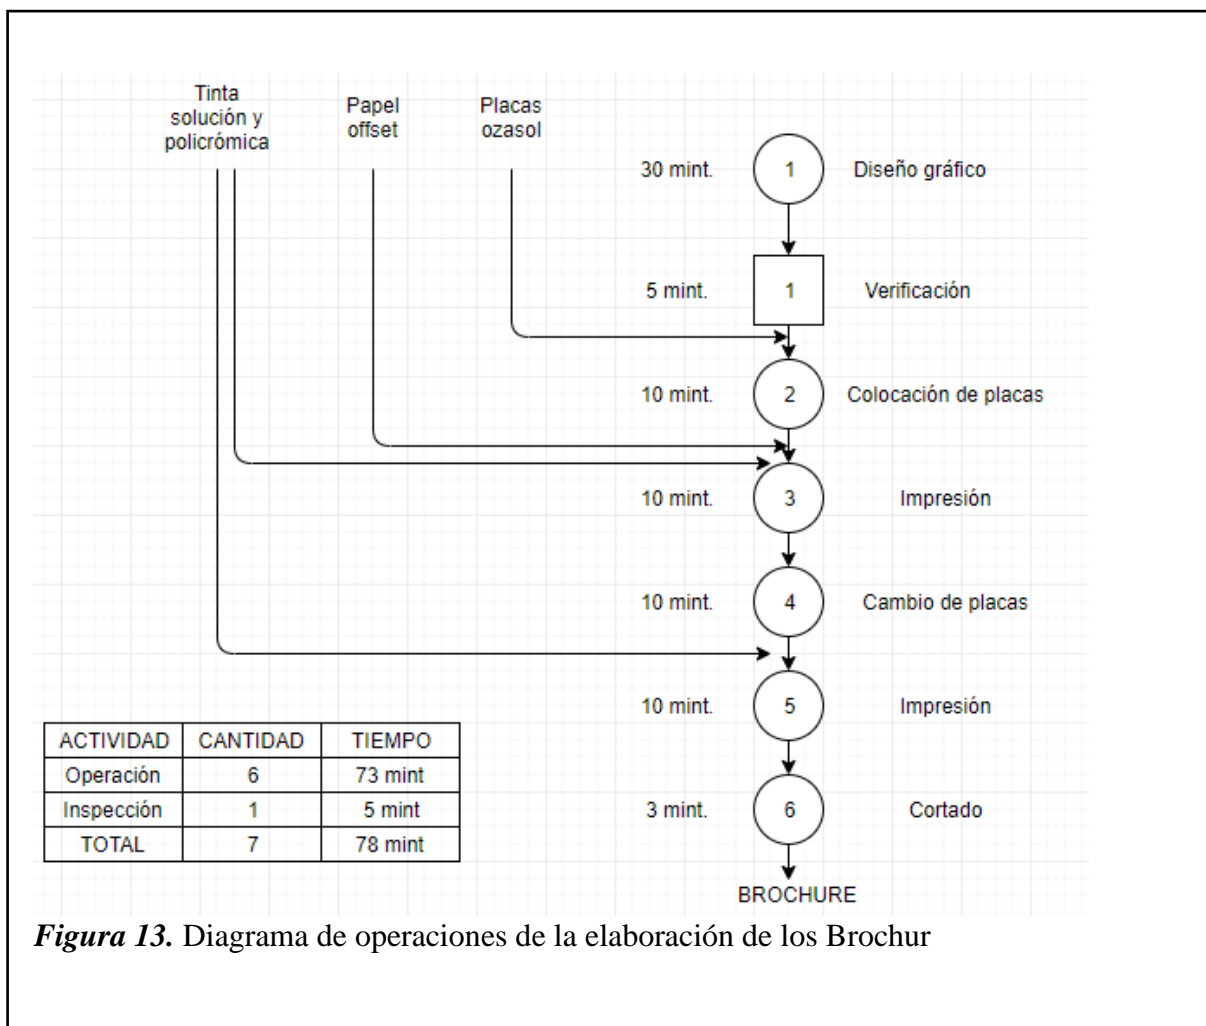 Tinta
solución y
policrómica
Papel
offset
Placas
ozasol
30 mint.
1
Diseño gráfico
5 mint.
1
Verificación
10 mint.
2
Colocación de placas
10 mint.
3
Impresión
10 mint.
4
Cambio de placas
10 mint.
5
Impresión
3 mint.
6
Cortado
BROCHURE
ACTIVIDAD CANTIDAD TIEMPO
Operación 6 73 mint
Inspección 1 5 mint
TOTAL 7 78 mint
Figura 13. Diagrama de operaciones de la elaboración de los Brochur